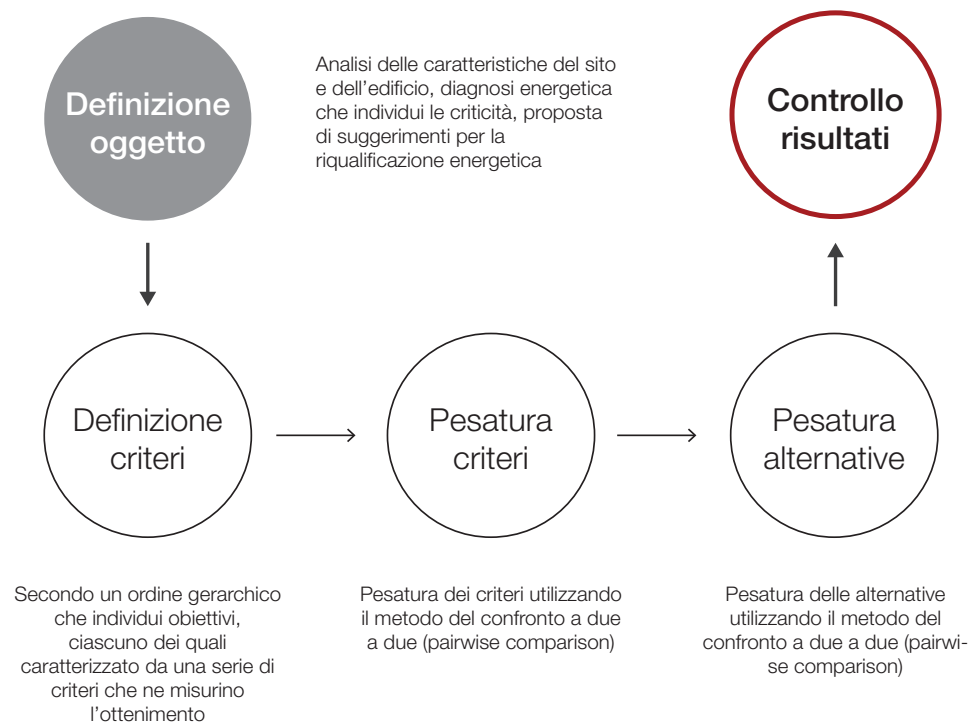 Definizione
oggetto
Analisi delle caratteristiche del sito
e dell'edificio, diagnosi energetica
che individui le criticità, proposta
di suggerimenti per la
riqualificazione energetica
Controllo
risultati
Definizione
criteri
Pesatura
criteri
Pesatura
alternative
Secondo un ordine gerarchico
che individui obiettivi,
ciascuno dei quali
caratterizzato da una serie di
criteri che ne misurino
l'ottenimento
Pesatura dei criteri utilizzando
il metodo del confronto a due
a due (pairwise comparison)
Pesatura delle alternative
utilizzando il metodo del
confronto a due a due (pairwi-
se comparison)